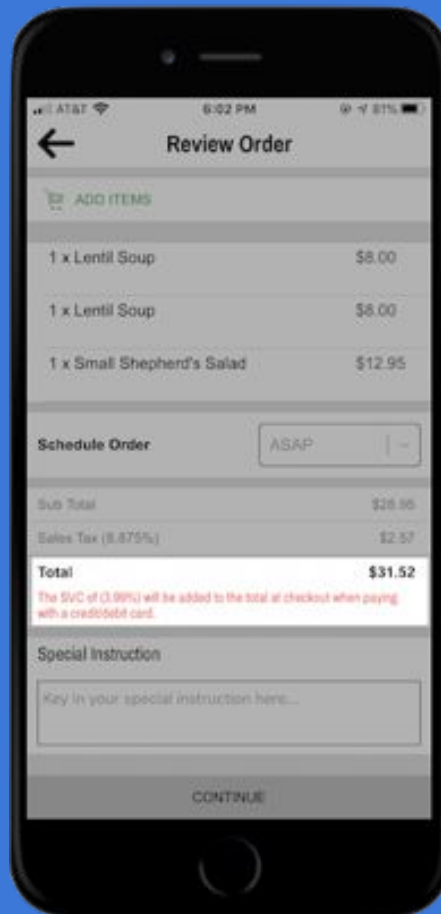 AT&T 6:02 PM 81%
Review Order
ADD ITEMS
1 x Lentil Soup $8.00
1 x Lentil Soup $8.00
1 x Small Shepherd's Salad $12.95
Schedule Order ASAP
Sub Total $28.95
Sales Tax (8.875%) $2.57
Total $31.52
The SVC of (3.99%) will be added to the total at checkout when paying
with a credit/debit card.
Special Instruction
Key in your special instruction here...
CONTINUE